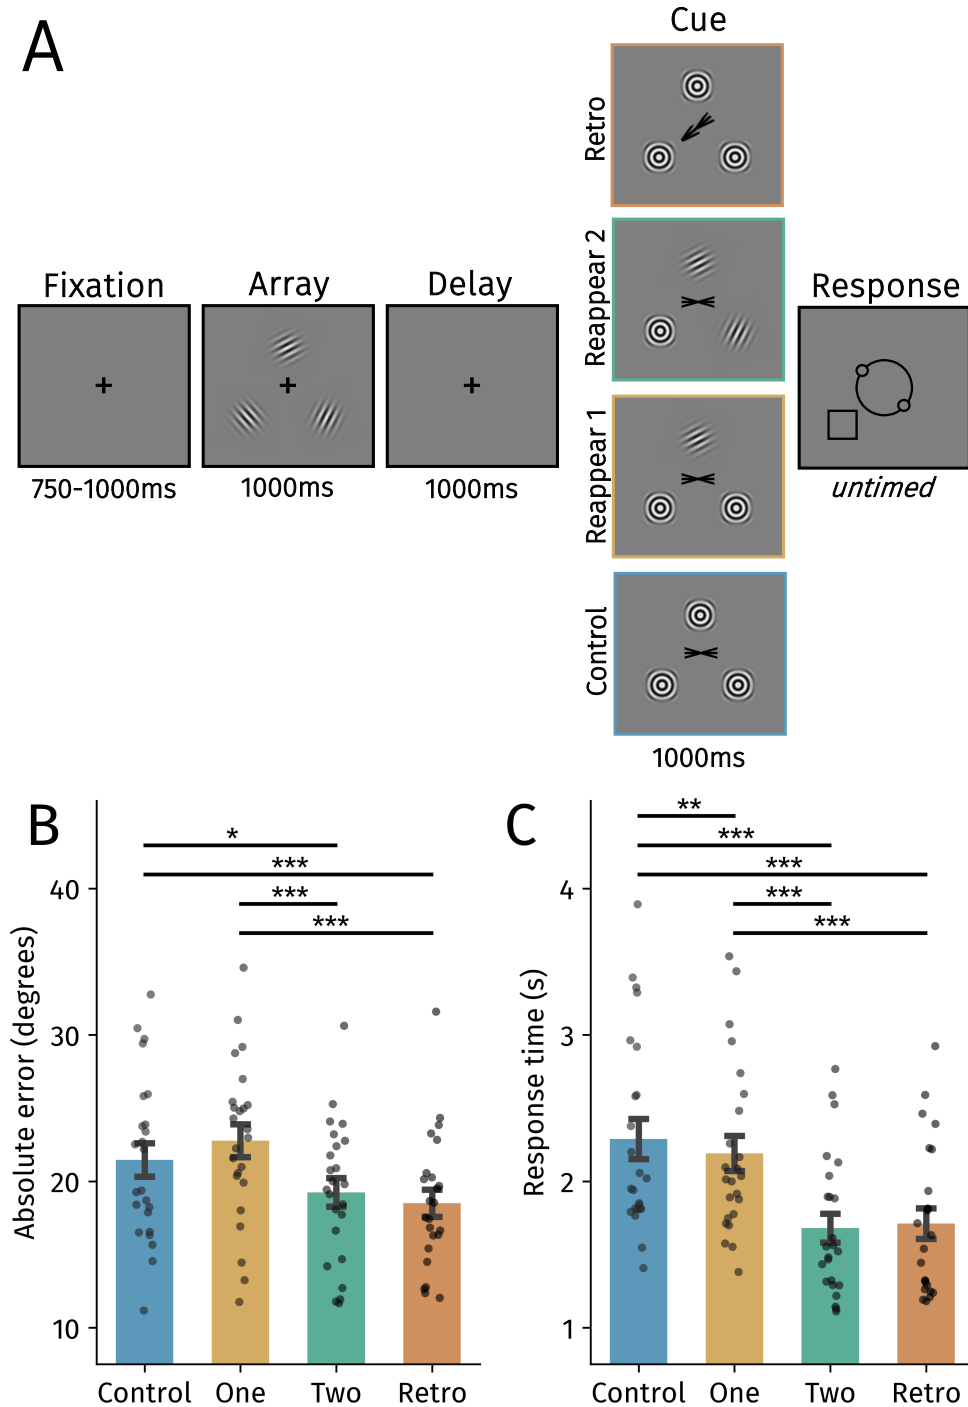 A
Cue
Retro
Reappear 2
Reappear 1
Control
1000ms
Fixation
Array
Delay
Response
750-1000ms
1000ms
1000ms
untimed
B
Absolute error (degrees)
40
30
20
10
*
***
***
***
Control One Two Retro
C
Response time (s)
4
3
2
1
**
***
***
***
***
Control One Two Retro